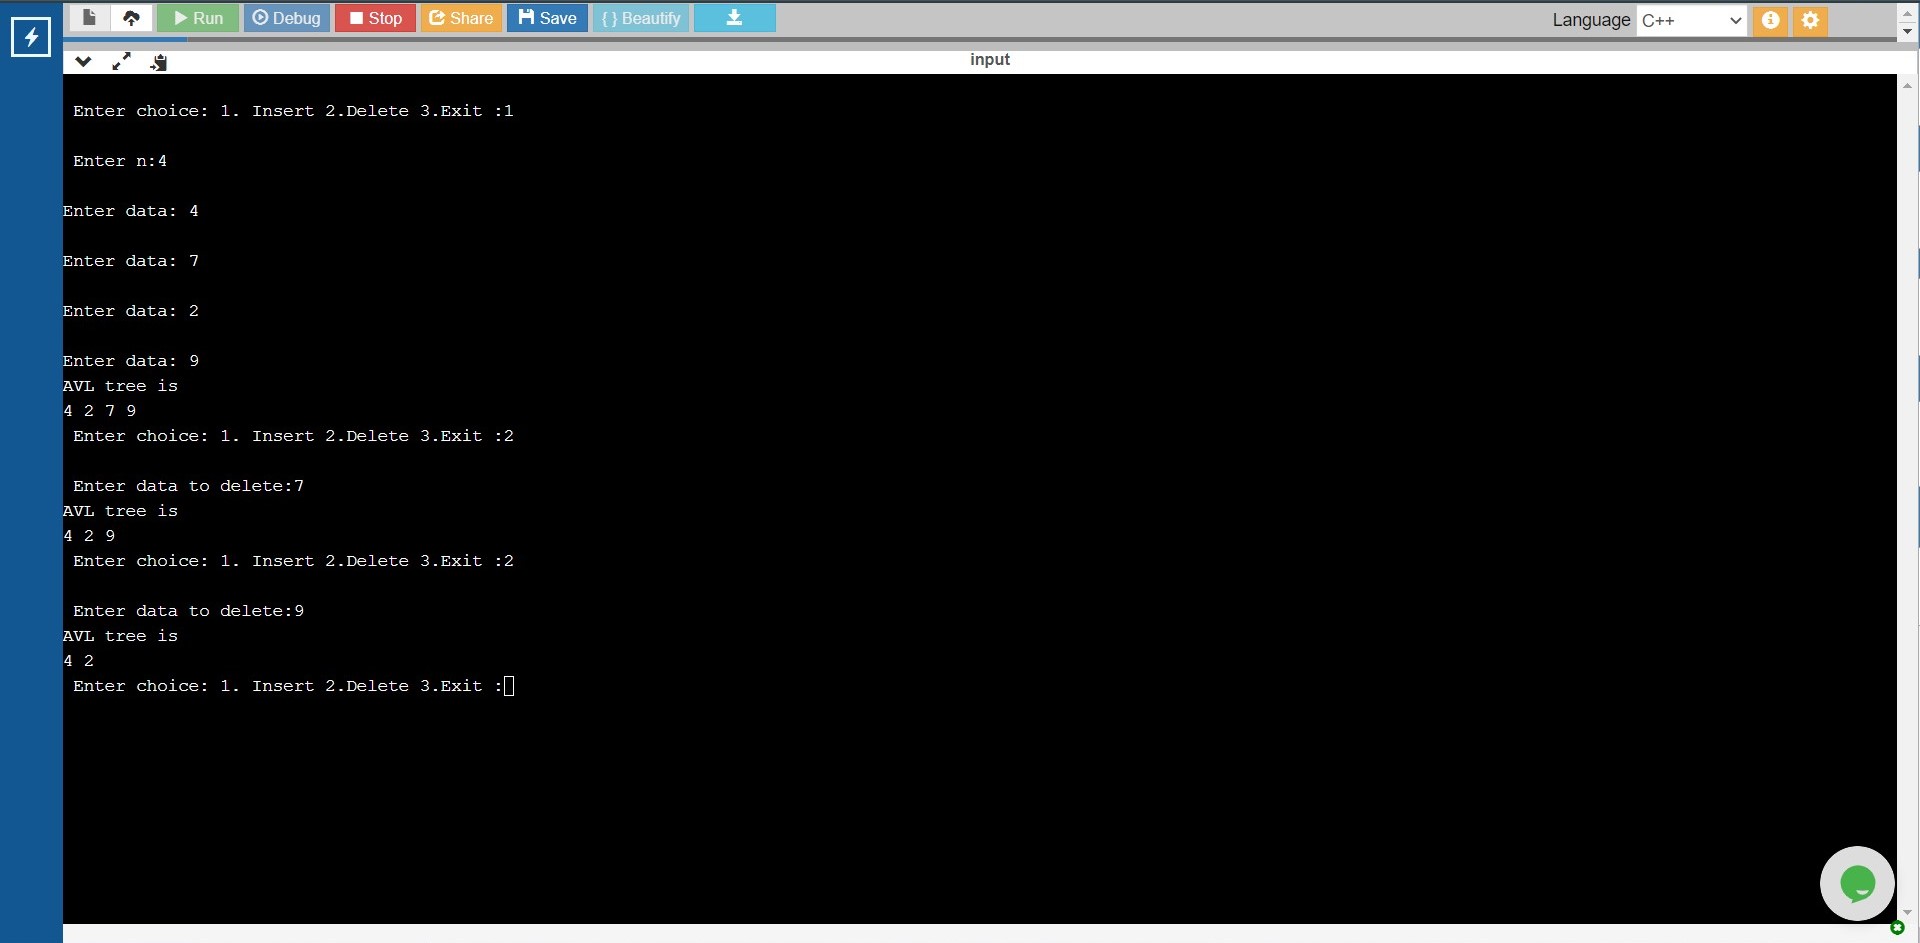 Run Debug Stop Share Save { } Beautify Language C++
input
Enter choice: 1. Insert 2.Delete 3.Exit :1
Enter n:4
Enter data: 4
Enter data: 7
Enter data: 2
Enter data: 9
AVL tree is
4 2 7 9
Enter choice: 1. Insert 2.Delete 3.Exit :2
Enter data to delete:7
AVL tree is
4 2 9
Enter choice: 1. Insert 2.Delete 3.Exit :2
Enter data to delete:9
AVL tree is
4 2
Enter choice: 1. Insert 2.Delete 3.Exit :